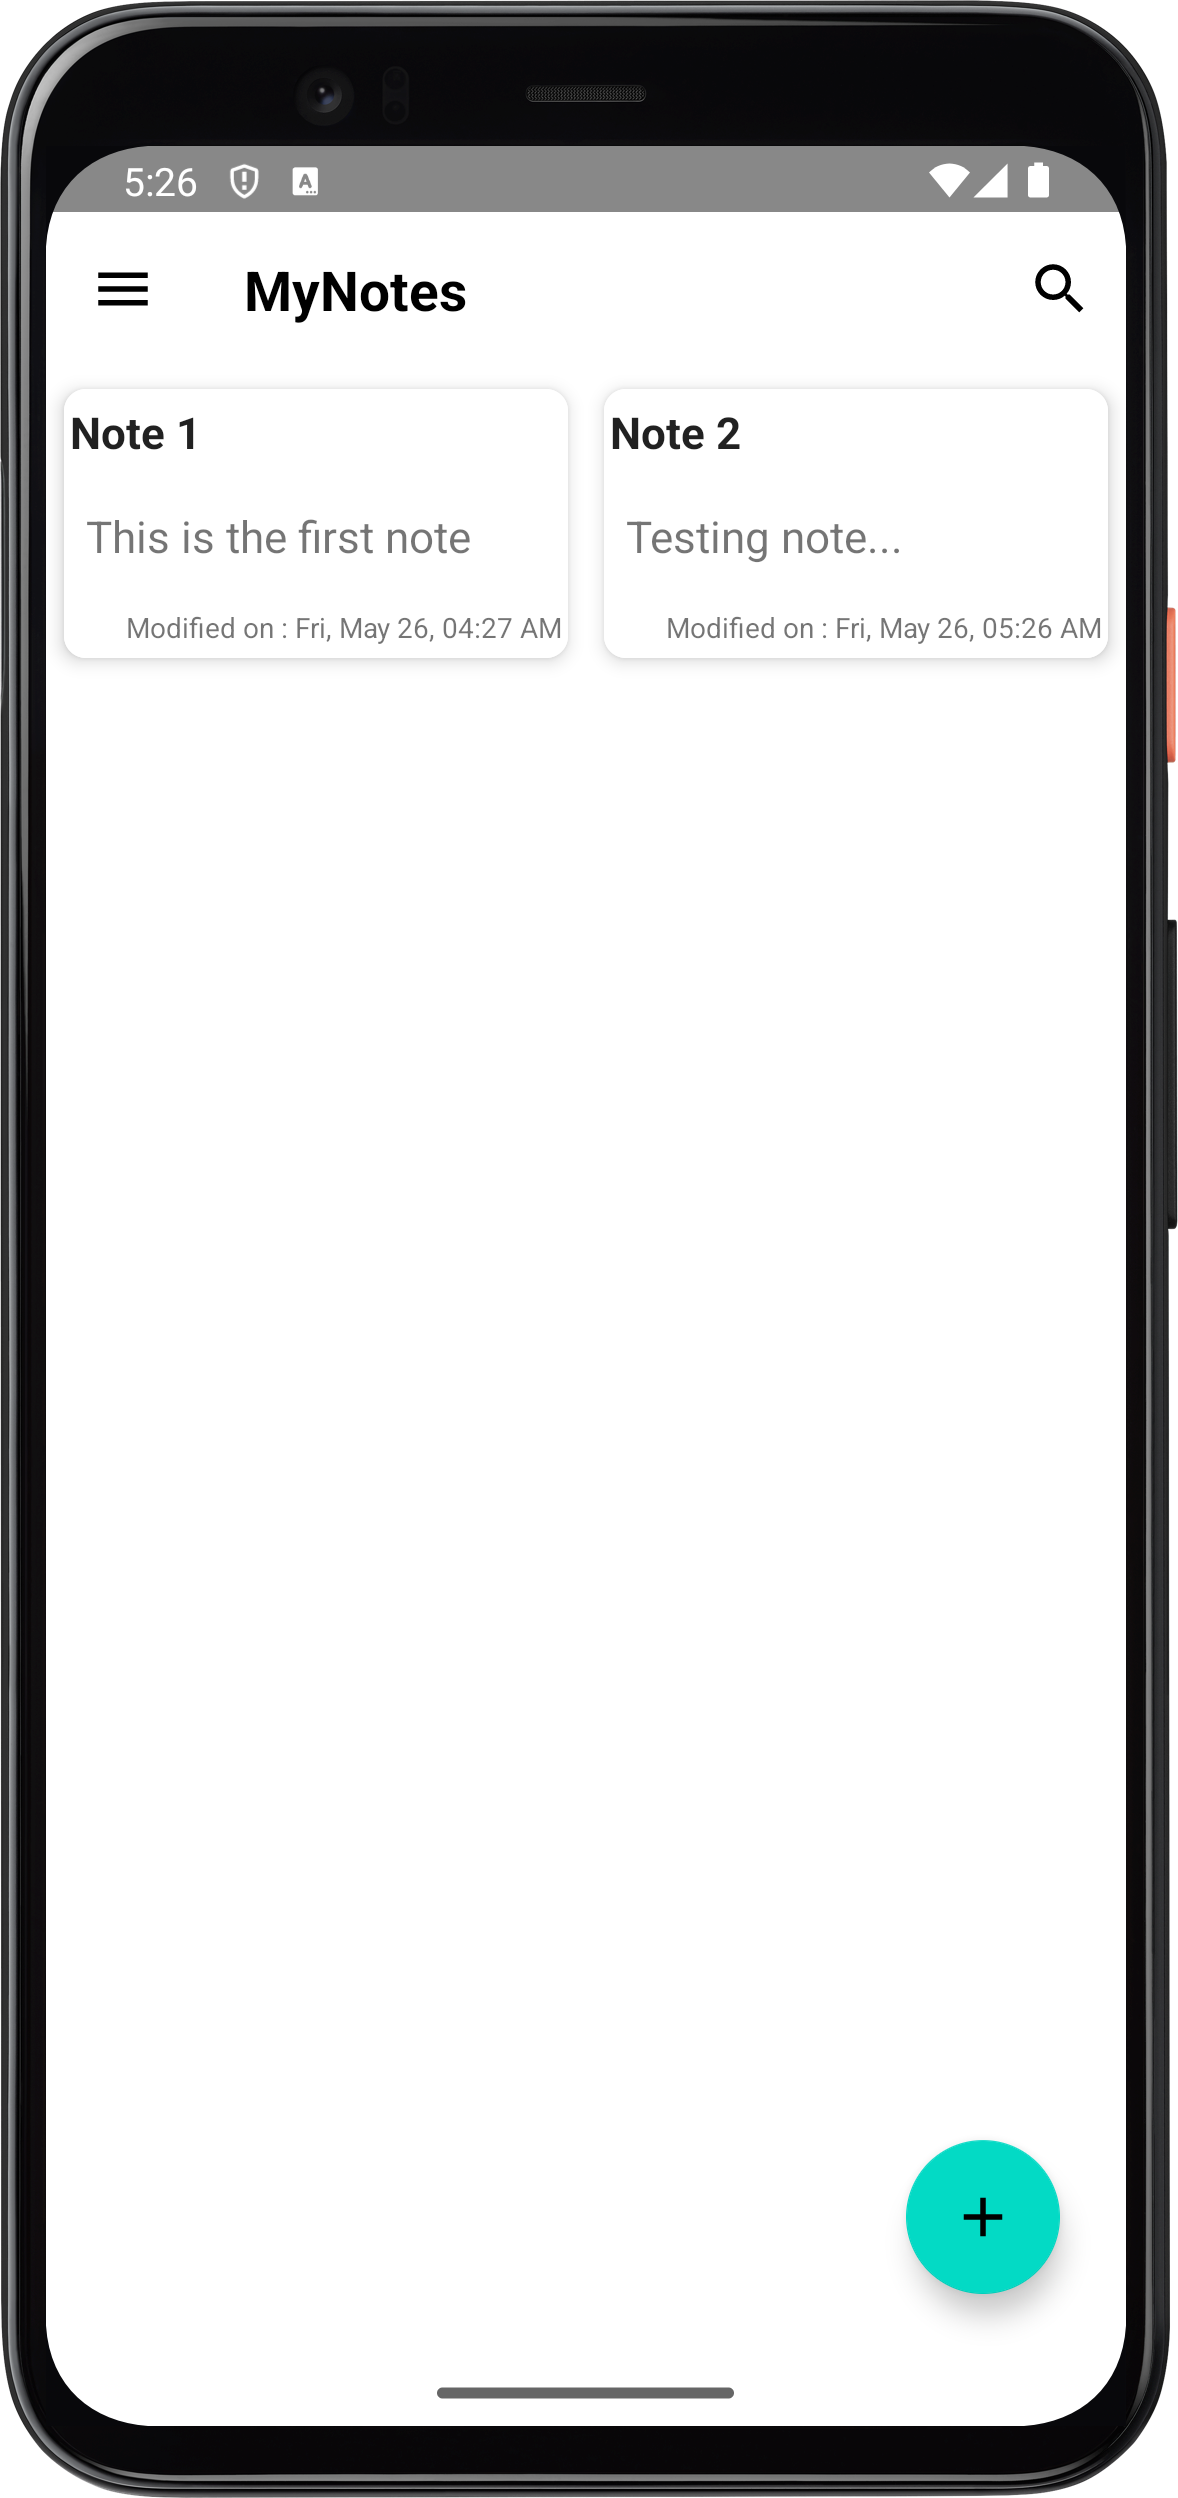 5:26
MyNotes
Note 1
This is the first note
Modified on : Fri, May 26, 04:27 AM
Note 2
Testing note...
Modified on : Fri, May 26, 05:26 AM